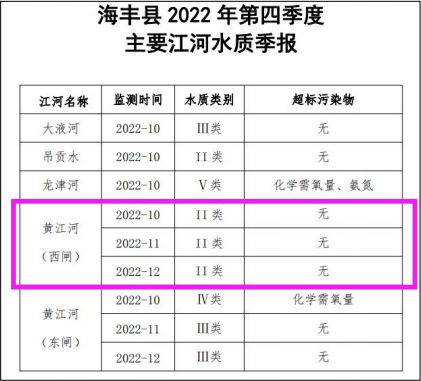 海丰县 2022 年第四季度
主要江河水质季报
江河名称 监测时间 水质类别 超标污染物
大液河 2022-10 III类 无
吊贡水 2022-10 II类 无
龙津河 2022-10 V类 化学需氧量、氨氮
黄江河
（西闸）
2022-10 II类 无
2022-11 II类 无
2022-12 II类 无
黄江河
（东闸）
2022-10 IV类 化学需氧量
2022-11 III类 无
2022-12 III类 无